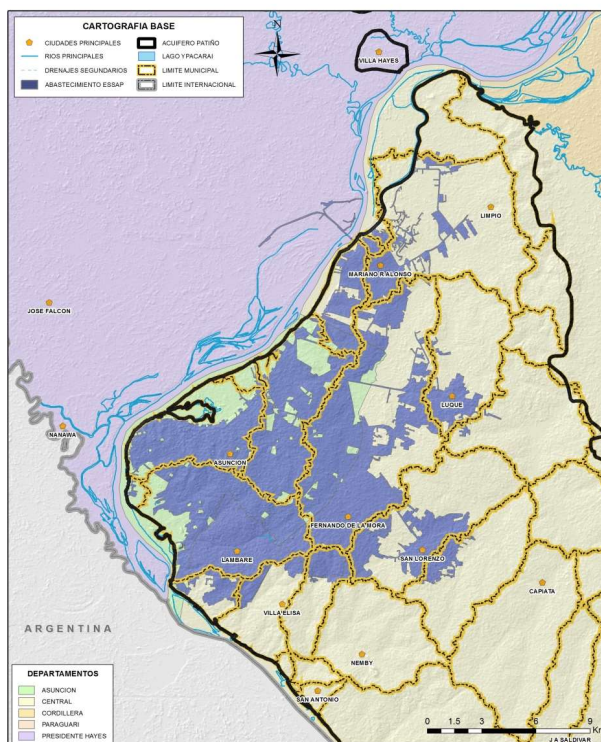 CARTOGRAFIA BASE
CIUDADES PRINCIPALES
RIOS PRINCIPALES
DRENAJES SEGUNDARIOS
ABASTECIMIENTO ESSAP
ACUIFERO PATIÑO
LAGO YPACARAI
LIMITE MUNICIPAL
LIMITE INTERNACIONAL
N
VILLA HAYES
LIMPIO
MARIANO R ALONSO
JOSE FALCON
LUQUE
NANAWA
ASUNCION
FERNANDO DE LA MORA
LAMBARE
SAN LORENZO
CAPIATA
VILLA ELISA
ARGENTINA
NEMBY
SAN ANTONIO
DEPARTAMENTOS
ASUNCION
CENTRAL
CORDILLERA
PARAGUARI
PRESIDENTE HAYES
0 1.5 3 6 9
J A SALDIVAR